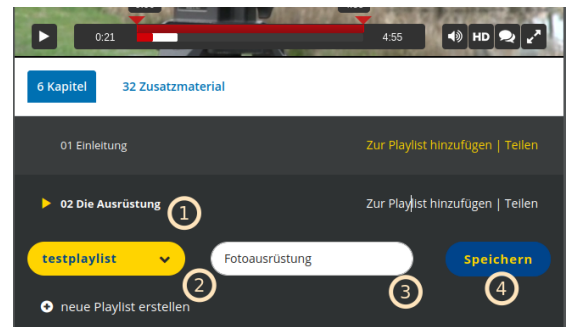 0:21 4:55 HD
6 Kapitel 32 Zusatzmaterial
01 Einleitung Zur Playlist hinzufügen | Teilen
02 Die Ausrüstung Zur Playlist hinzufügen | Teilen
1
testplaylist Fotoausrüstung Speichern
2 3 4
neue Playlist erstellen